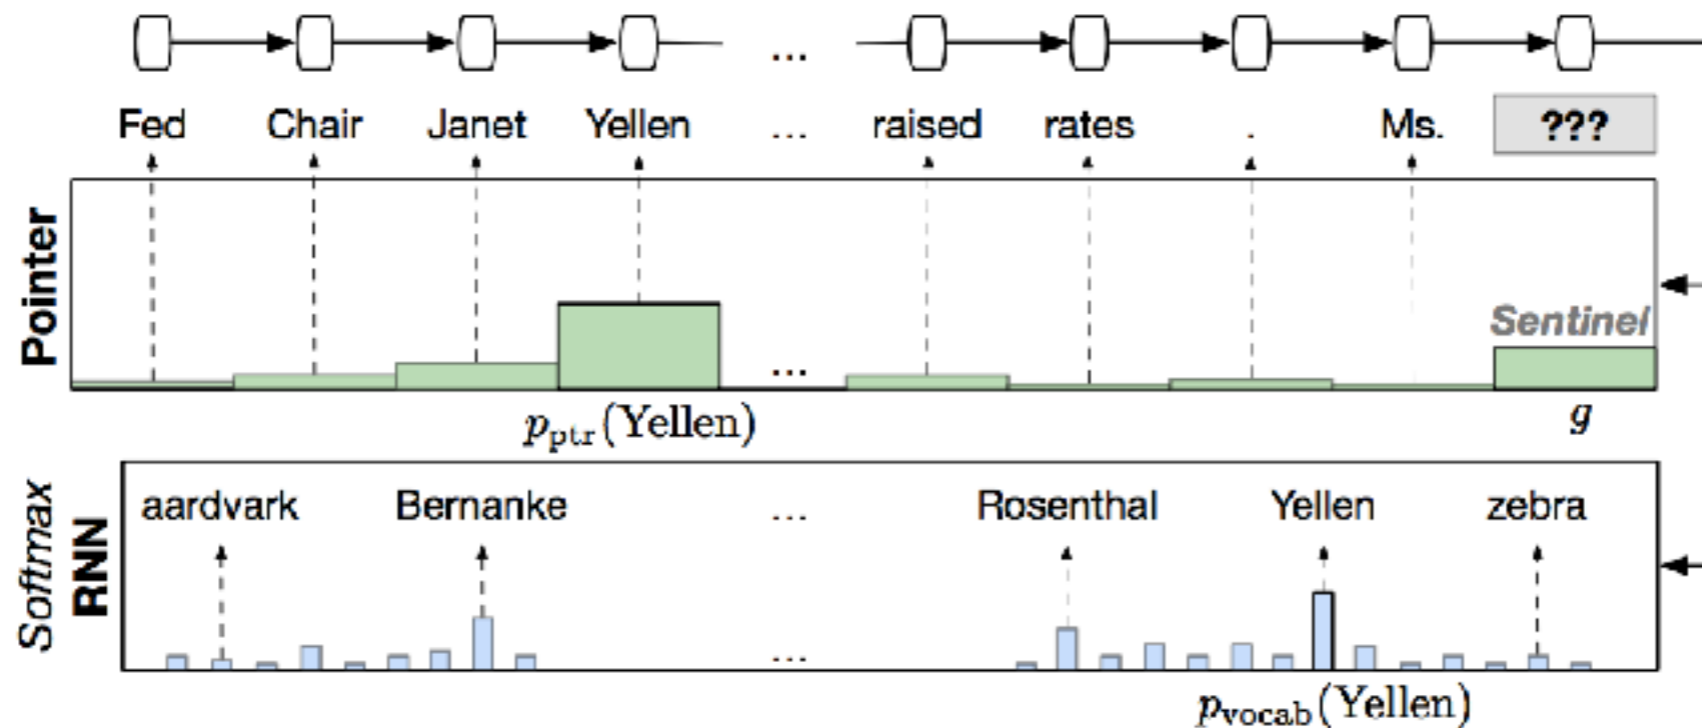 Fed Chair Janet Yellen ... raised rates . Ms. ???
Pointer
Sentinel
...
p_ptr(Yellen) g
Softmax
RNN
aardvark Bernanke ... Rosenthal Yellen zebra
...
p_vocab(Yellen)